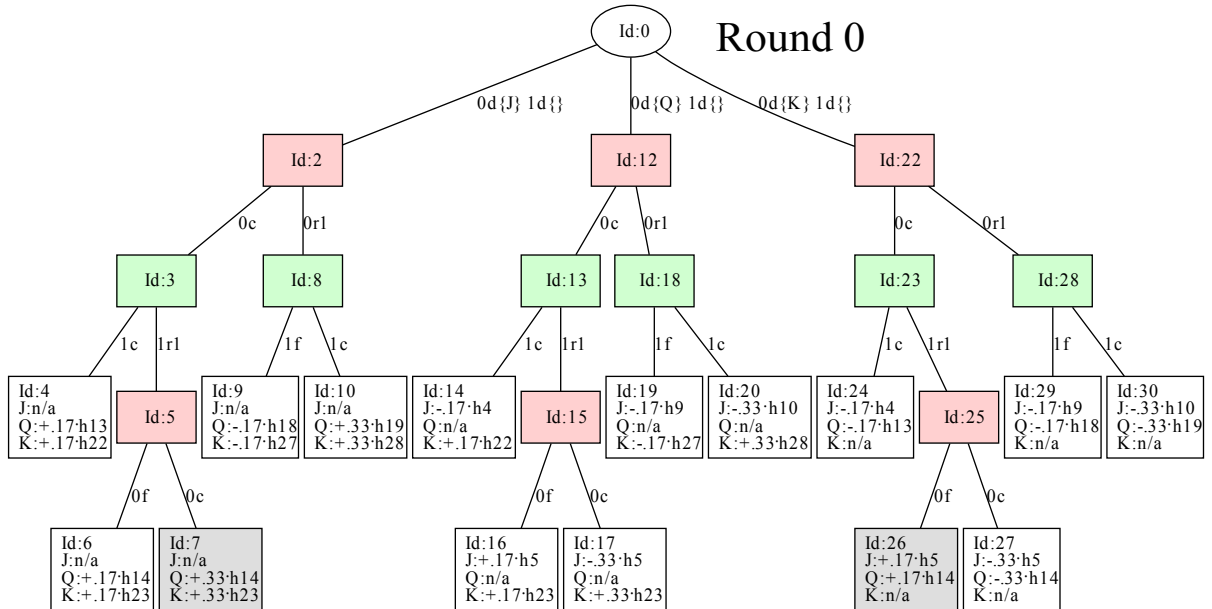 Id:0
Round 0
0d{J} 1d{}
0d{Q} 1d{}
0d{K} 1d{}
Id:2
Id:12
Id:22
0c
0r1
0c
0r1
0c
0r1
Id:3
Id:8
Id:13
Id:18
Id:23
Id:28
1c
1r1
1f
1c
1c
1r1
1f
1c
1c
1r1
1f
1c
Id:4
J:n/a
Q:+.17·h13
K:+.17·h22
Id:5
Id:9
J:n/a
Q:-.17·h18
K:-.17·h27
Id:10
J:n/a
Q:+.33·h19
K:+.33·h28
Id:14
J:-.17·h4
Q:n/a
K:+.17·h22
Id:15
Id:19
J:-.17·h9
Q:n/a
K:-.17·h27
Id:20
J:-.33·h10
Q:n/a
K:+.33·h28
Id:24
J:-.17·h4
Q:-.17·h13
K:n/a
Id:25
Id:29
J:-.17·h9
Q:-.17·h18
K:n/a
Id:30
J:-.33·h10
Q:-.33·h19
K:n/a
0f
0c
0f
0c
0f
0c
Id:6
J:n/a
Q:+.17·h14
K:+.17·h23
Id:7
J:n/a
Q:+.33·h14
K:+.33·h23
Id:16
J:+.17·h5
Q:n/a
K:+.17·h23
Id:17
J:-.33·h5
Q:n/a
K:+.33·h23
Id:26
J:+.17·h5
Q:+.17·h14
K:n/a
Id:27
J:-.33·h5
Q:-.33·h14
K:n/a